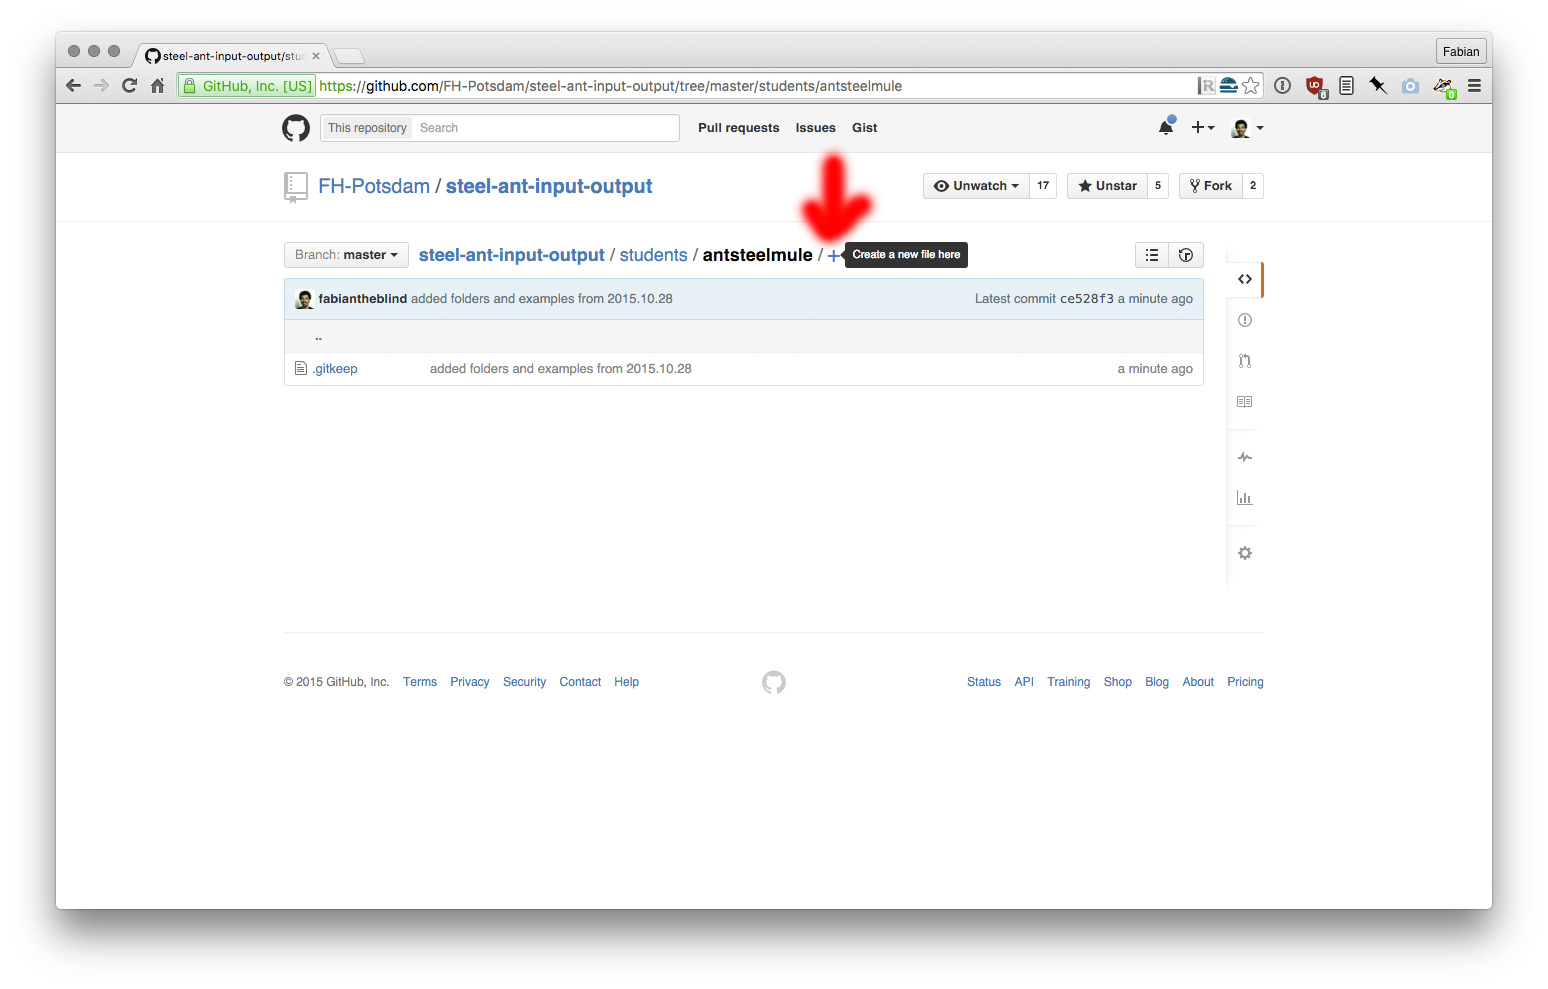 steel-ant-input-output/stu
Fabian
GitHub, Inc. [US] https://github.com/FH-Potsdam/steel-ant-input-output/tree/master/students/antsteelmule
This repository Search Pull requests Issues Gist
FH-Potsdam / steel-ant-input-output Unwatch 17 Unstar 5 Fork 2
Branch: master steel-ant-input-output / students / antsteelmule / + Create a new file here
fabiantheblind added folders and examples from 2015.10.28 Latest commit ce528f3 a minute ago
..
.gitkeep added folders and examples from 2015.10.28 a minute ago
© 2015 GitHub, Inc. Terms Privacy Security Contact Help Status API Training Shop Blog About Pricing